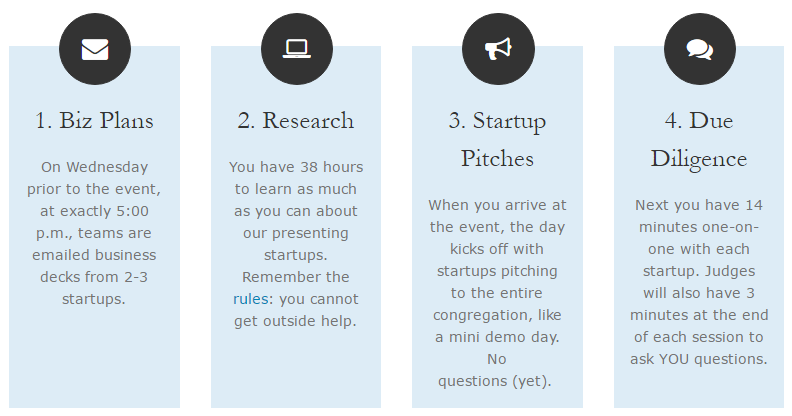 1. Biz Plans
On Wednesday
prior to the event,
at exactly 5:00
p.m., teams are
emailed business
decks from 2-3
startups.
2. Research
You have 38 hours
to learn as much
as you can about
our presenting
startups.
Remember the
rules: you cannot
get outside help.
3. Startup
Pitches
When you arrive at
the event, the day
kicks off with
startups pitching
to the entire
congregation, like
a mini demo day.
No
questions (yet).
4. Due
Diligence
Next you have 14
minutes one-on-
one with each
startup. Judges
will also have 3
minutes at the end
of each session to
ask YOU questions.